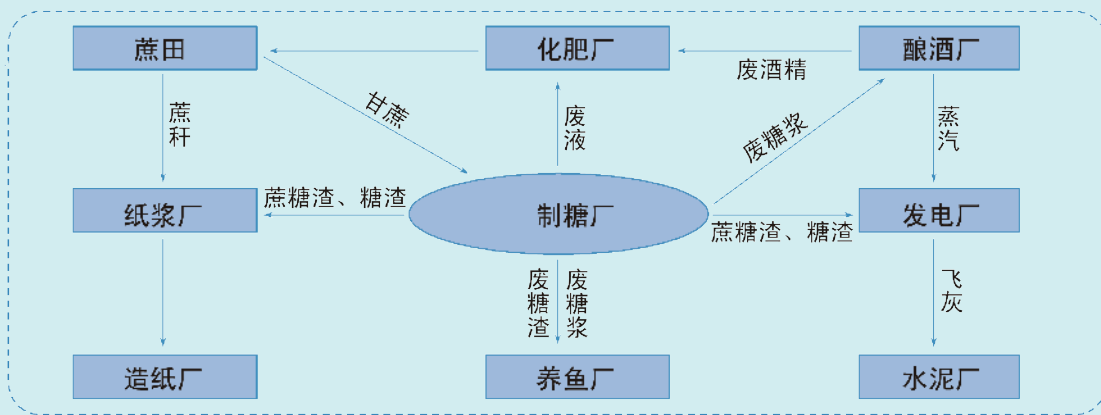 蔗田
化肥厂
酿酒厂
废酒精
蔗秆
甘蔗
废液
废糖浆
蒸汽
纸浆厂
蔗糖渣、糖渣
制糖厂
蔗糖渣、糖渣
发电厂
废糖渣
废糖浆
飞灰
造纸厂
养鱼厂
水泥厂